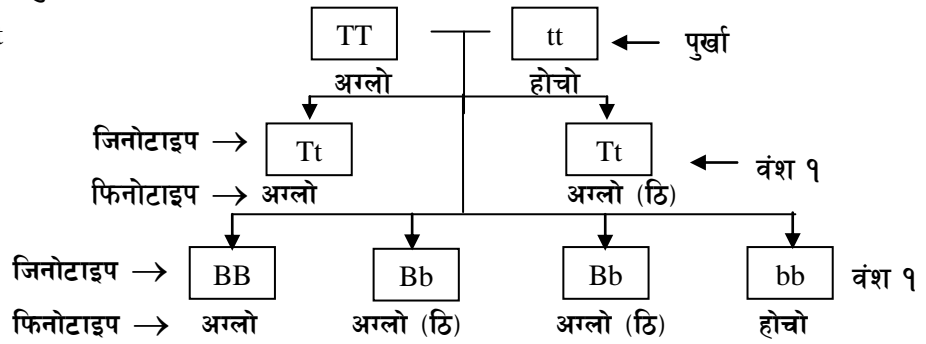 t
TT tt ← पुर्खा
अग्लो होचो
जिनोटाइप → Tt Tt ← वंश १
फिनोटाइप → अग्लो अग्लो (ठि)
जिनोटाइप → BB Bb Bb bb वंश १
फिनोटाइप → अग्लो अग्लो (ठि) अग्लो (ठि) होचो